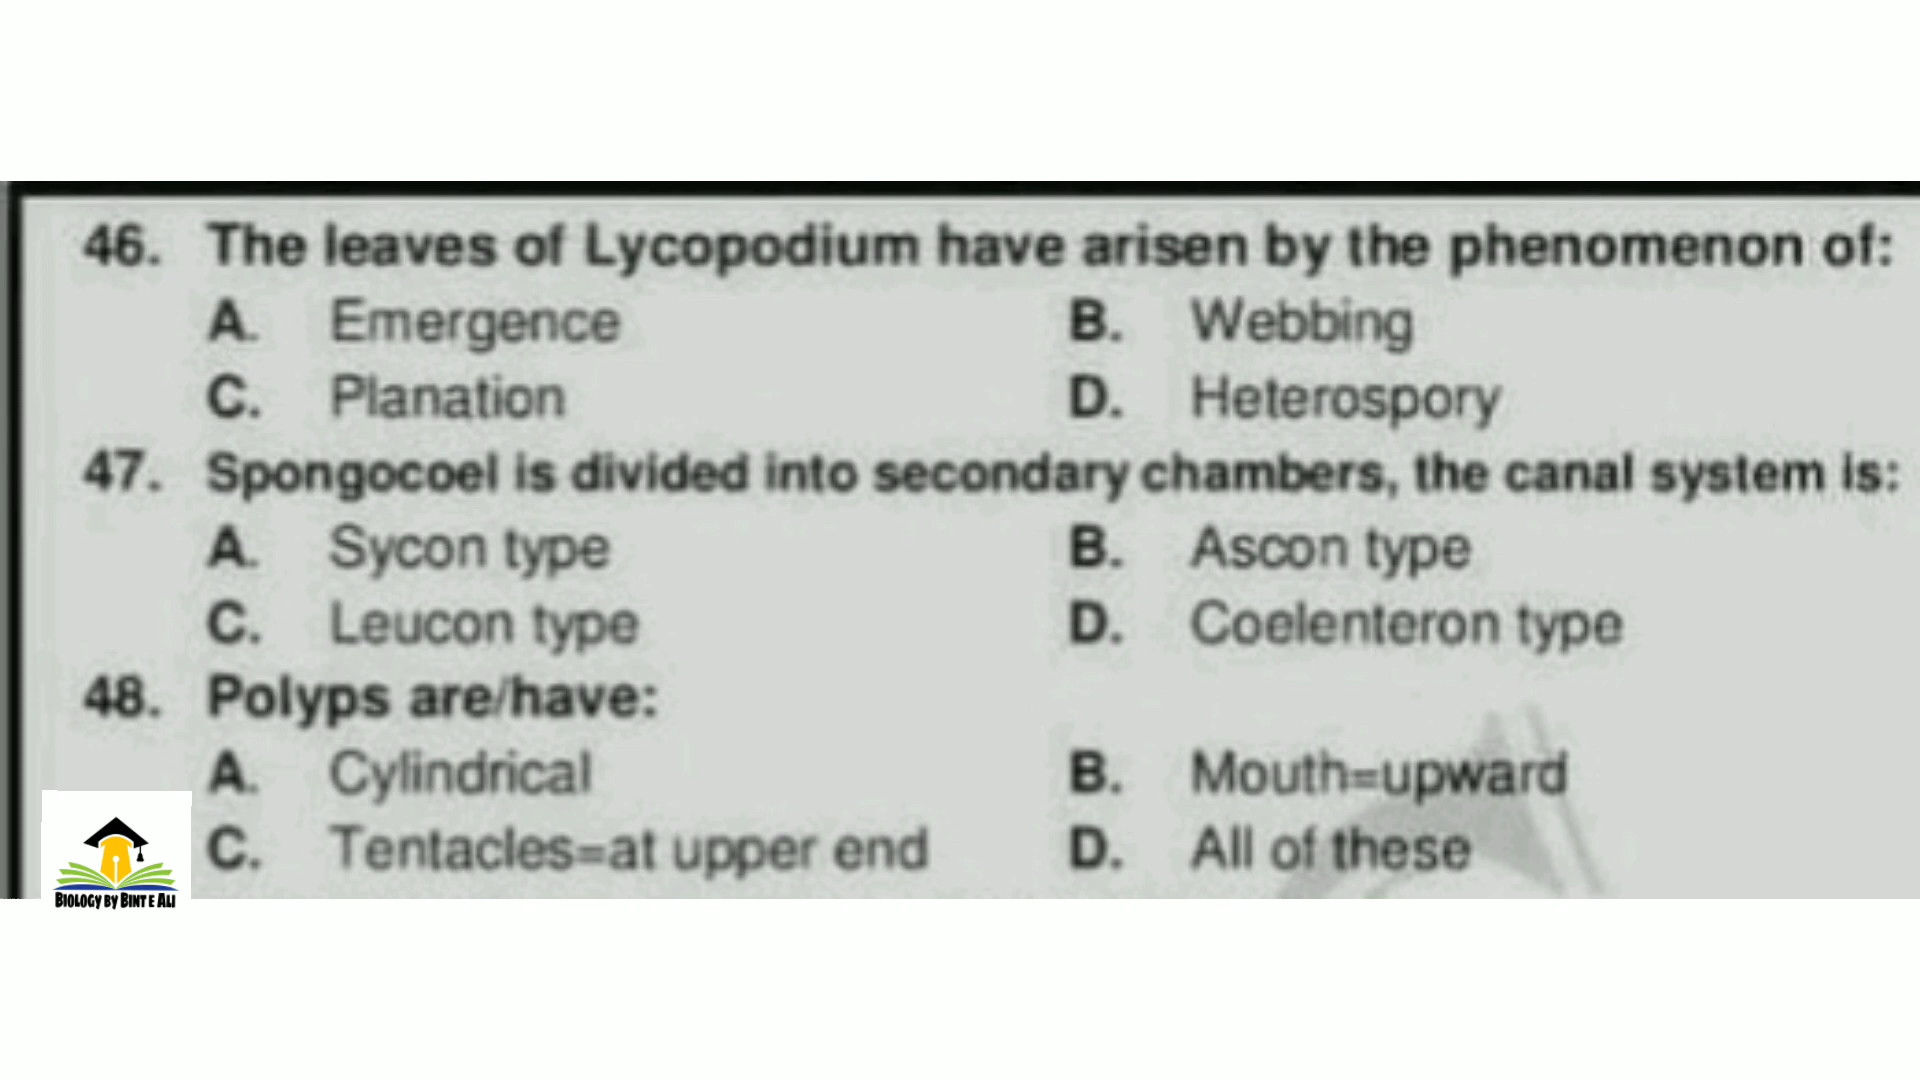 46. The leaves of Lycopodium have arisen by the phenomenon of:
A. Emergence B. Webbing
C. Planation D. Heterospory
47. Spongocoel is divided into secondary chambers, the canal system is:
A. Sycon type B. Ascon type
C. Leucon type D. Coelenteron type
48. Polyps are/have:
A. Cylindrical B. Mouth=upward
C. Tentacles=at upper end D. All of these
BIOLOGY BY BINT E ALI